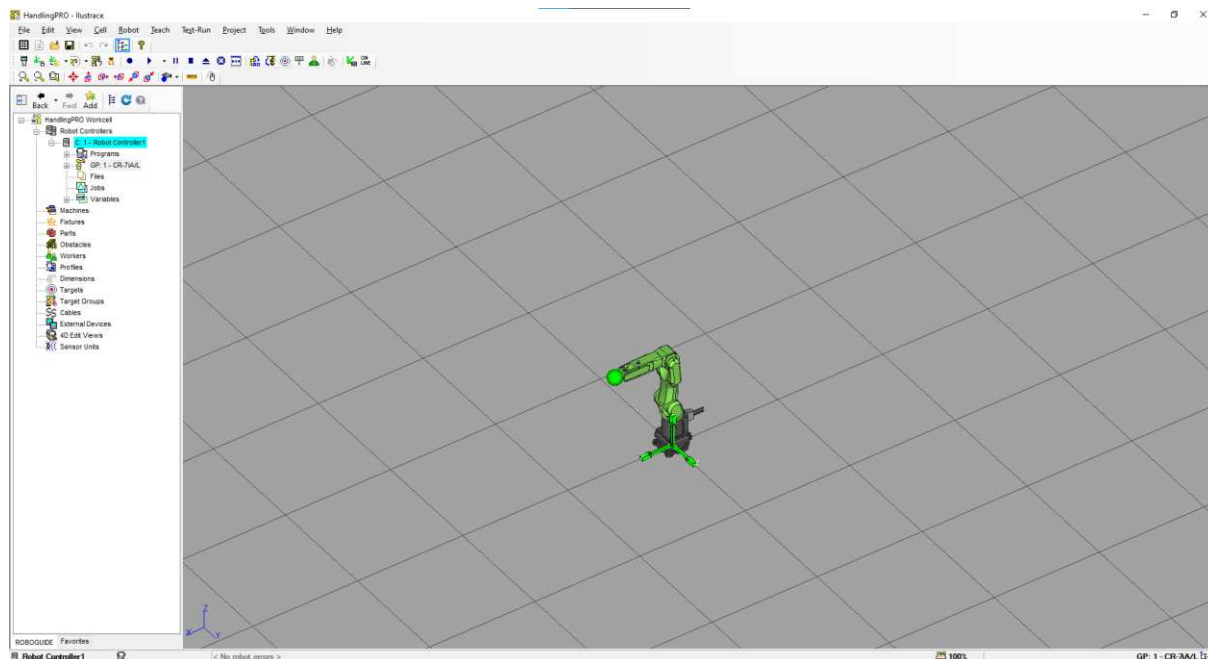 HandlingPRO - Ilustrace
File Edit View Cell Robot Teach Test-Run Project Tools Window Help
ON LINE
Back Fwd Add
HandlingPRO Workcell
Robot Controllers
C: 1 - Robot Controller1
Programs
GP: 1 - CR-7iA/L
Files
Jobs
Variables
Machines
Fixtures
Parts
Obstacles
Workers
Profiles
Dimensions
Targets
Target Groups
Cables
External Devices
4D Edit Views
Sensor Units
Z
X Y
ROBOGUIDE Favorites
Robot Controller1 < No robot errors > 100% GP: 1 - CR-7iA/L